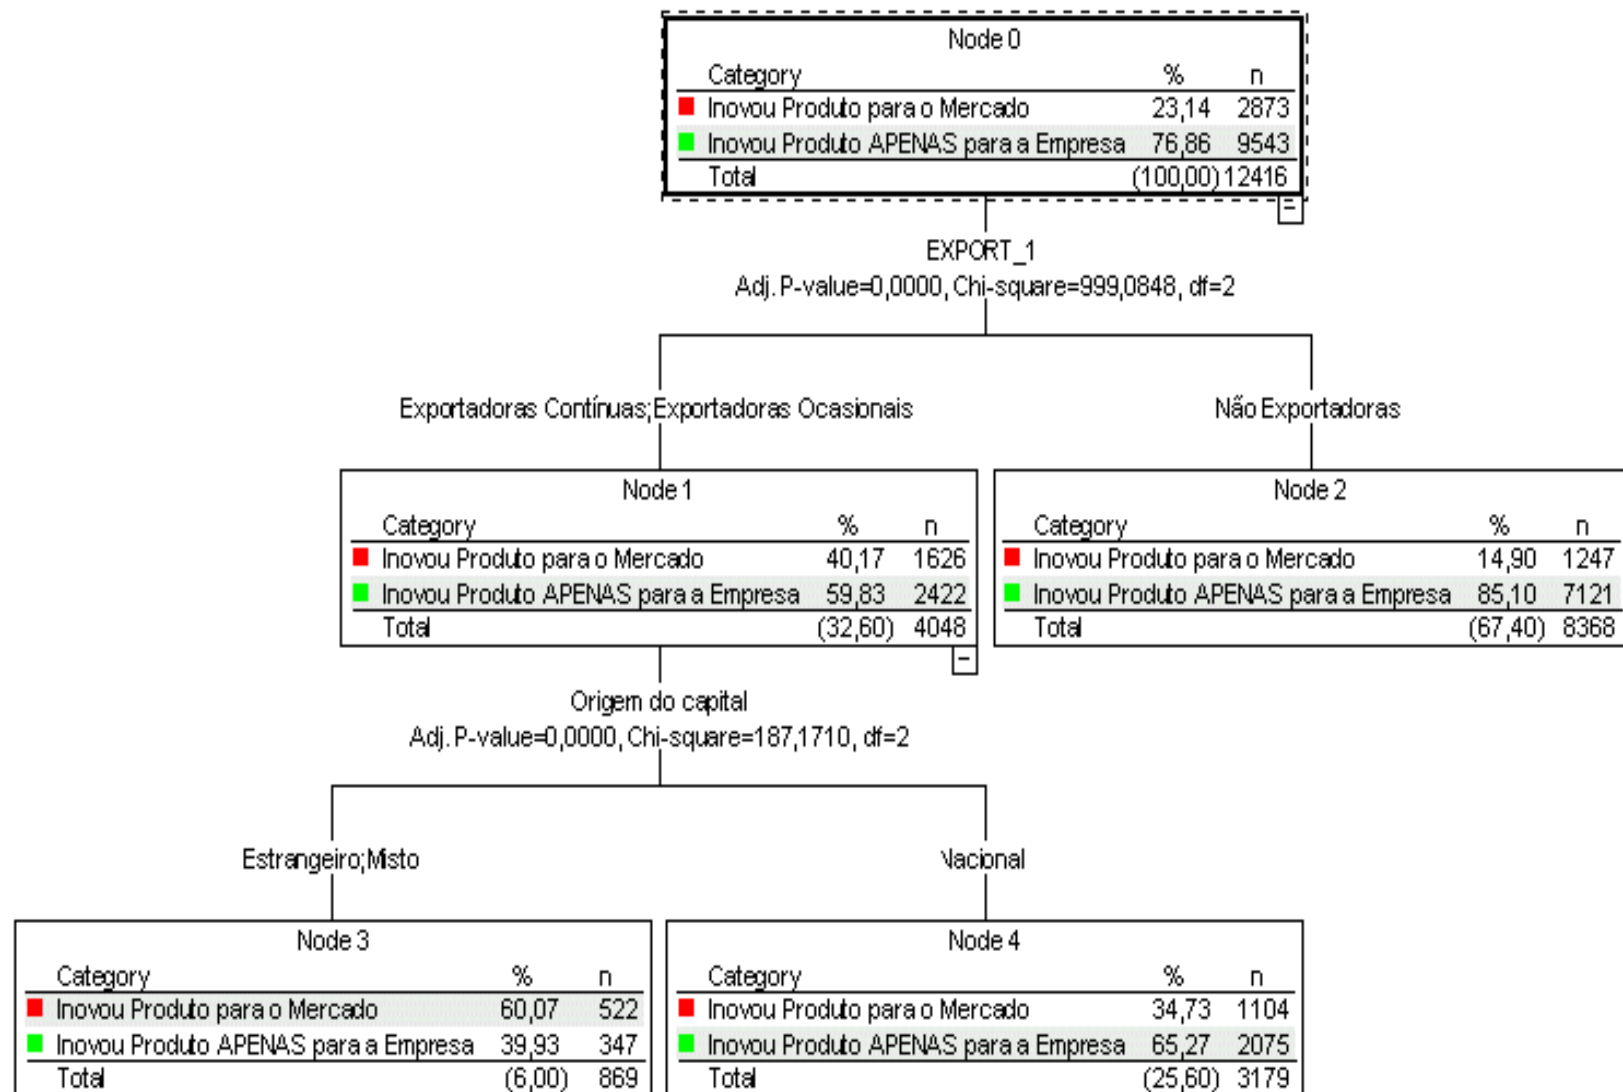 Node 0
Category % n
Inovou Produto para o Mercado 23,14 2873
Inovou Produto APENAS para a Empresa 76,86 9543
Total (100,00) 12416
EXPORT_1
Adj. P-value=0,0000, Chi-square=999,0848, df=2
Exportadoras Contínuas;Exportadoras Ocasionais
Não Exportadoras
Node 1
Category % n
Inovou Produto para o Mercado 40,17 1626
Inovou Produto APENAS para a Empresa 59,83 2422
Total (32,60) 4048
Node 2
Category % n
Inovou Produto para o Mercado 14,90 1247
Inovou Produto APENAS para a Empresa 85,10 7121
Total (67,40) 8368
Origem do capital
Adj. P-value=0,0000, Chi-square=187,1710, df=2
Estrangeiro;Misto
Nacional
Node 3
Category % n
Inovou Produto para o Mercado 60,07 522
Inovou Produto APENAS para a Empresa 39,93 347
Total (6,00) 869
Node 4
Category % n
Inovou Produto para o Mercado 34,73 1104
Inovou Produto APENAS para a Empresa 65,27 2075
Total (25,60) 3179